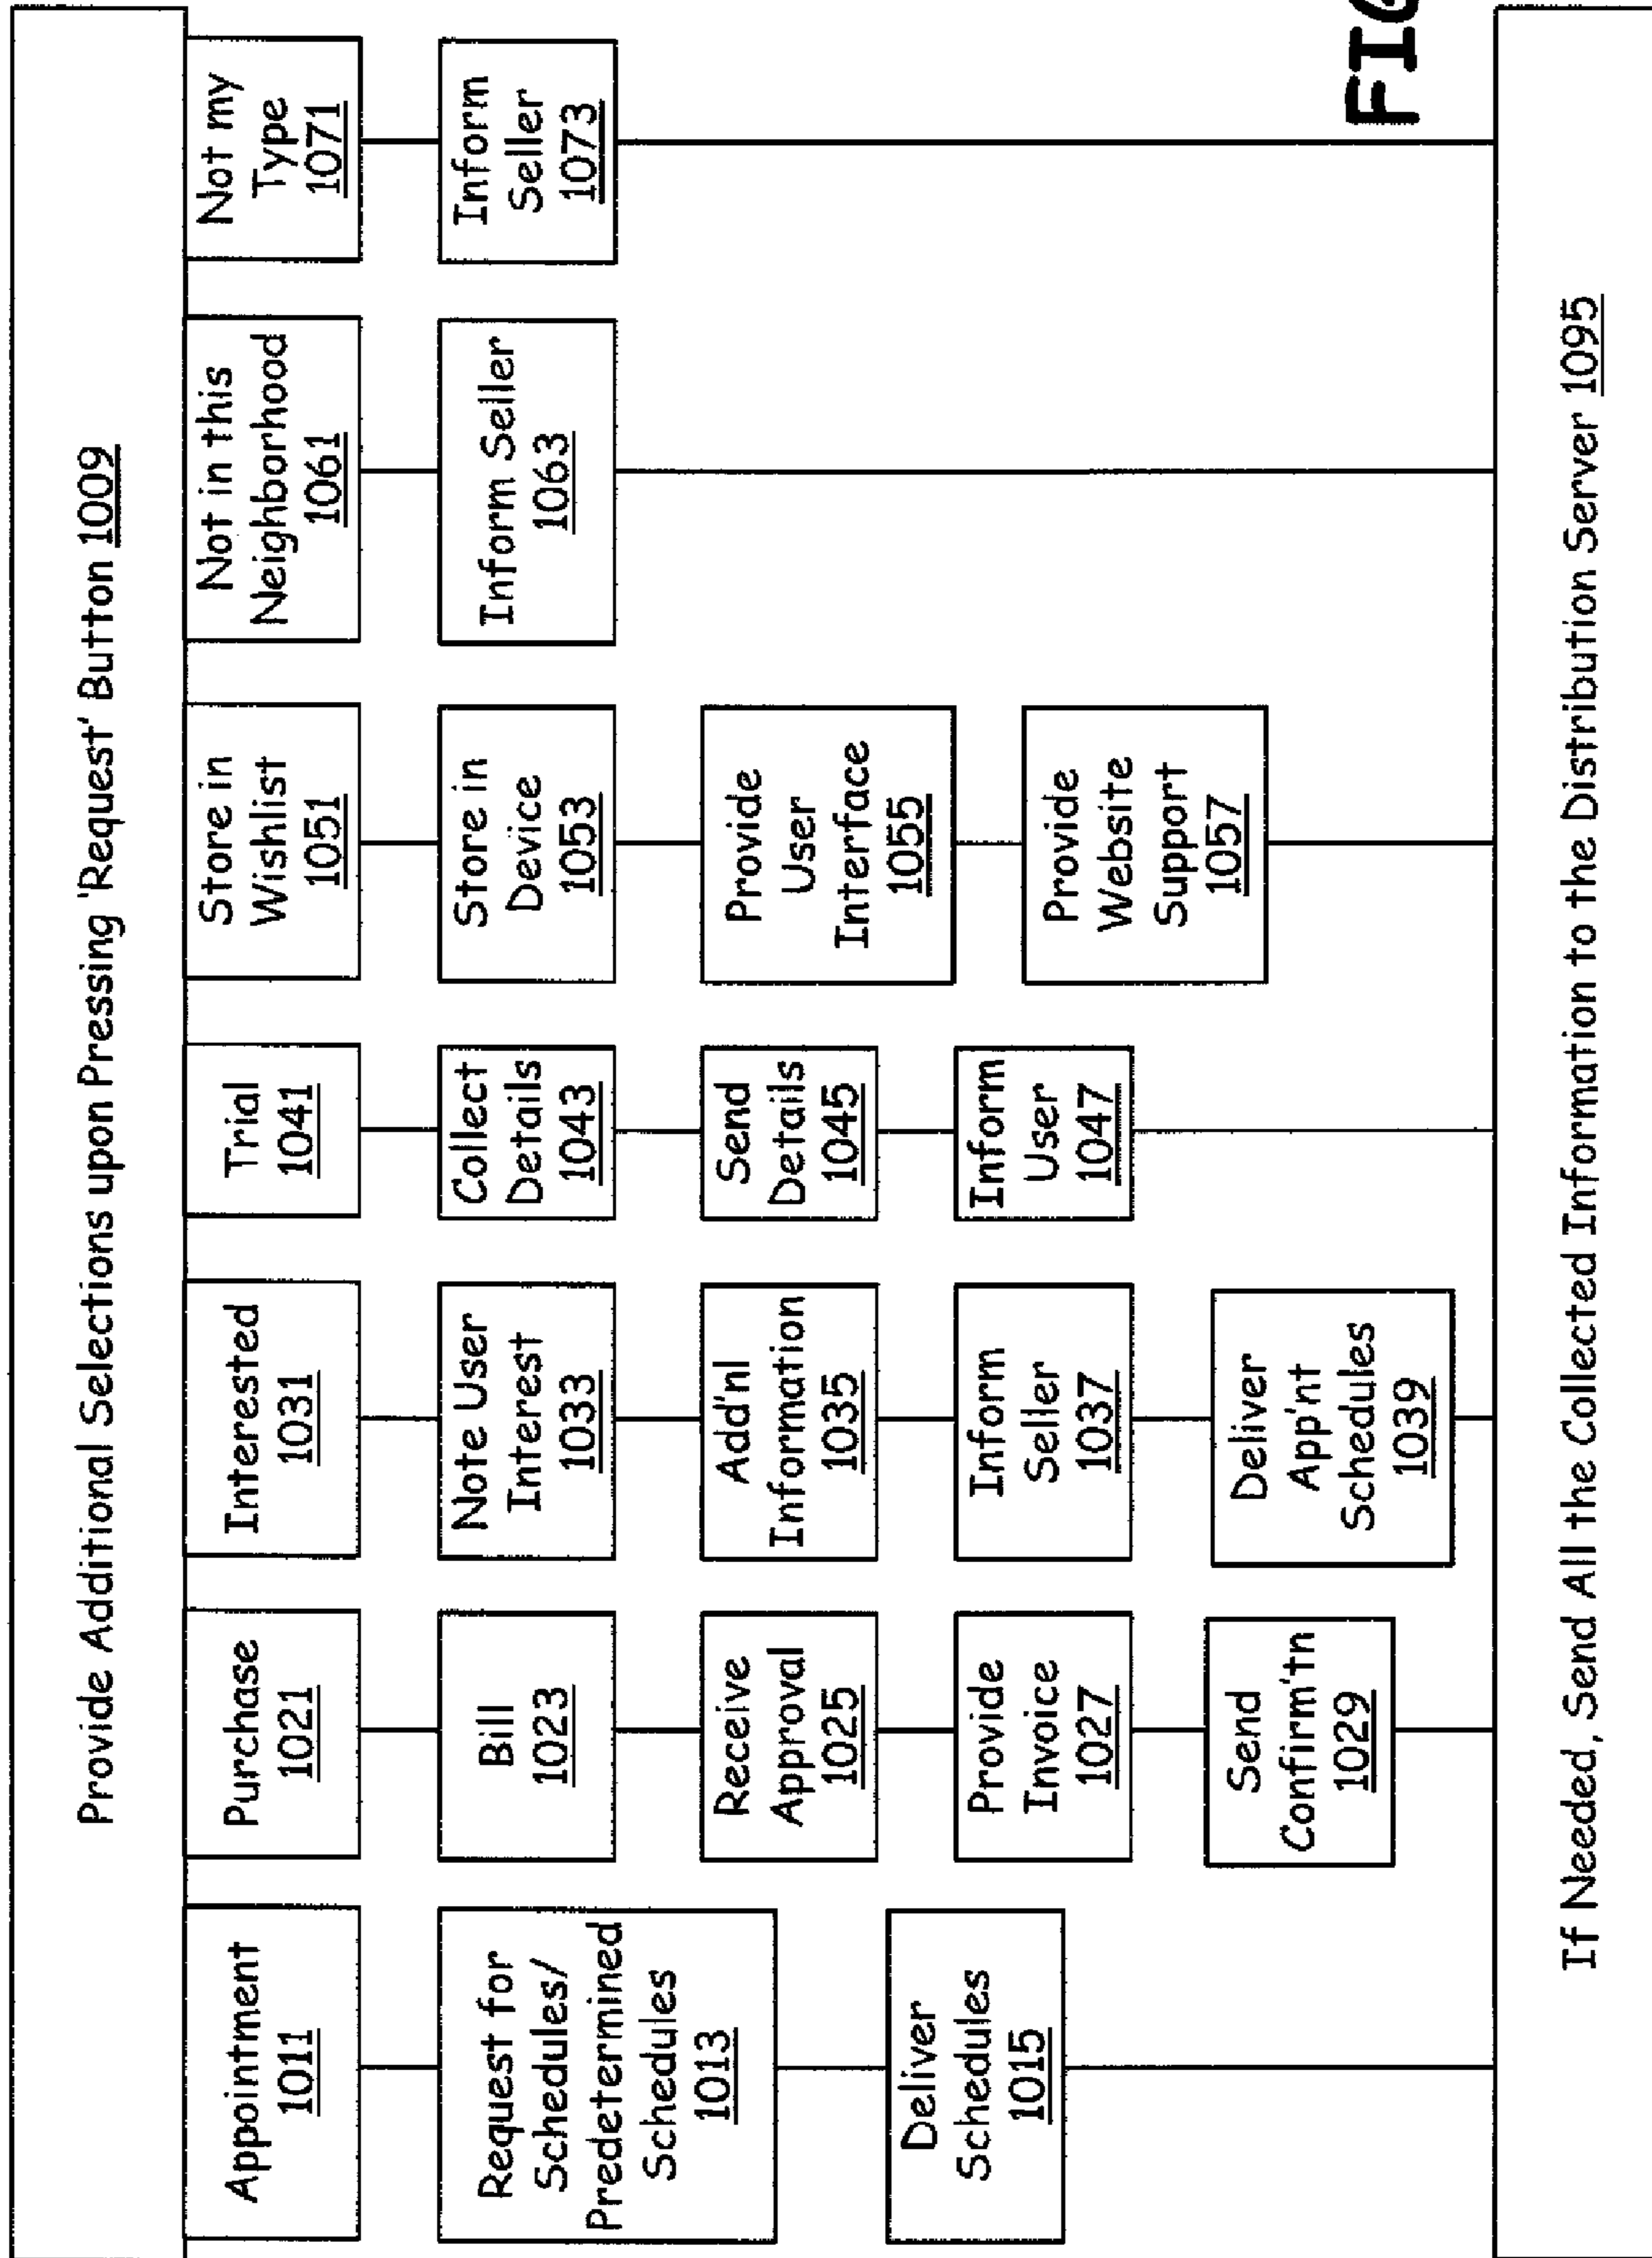 Provide Additional Selections upon Pressing 'Request' Button 1009
Appointment
1011
Request for
Schedules/
Predetermined
Schedules
1013
Deliver
Schedules
1015
Purchase
1021
Bill
1023
Receive
Approval
1025
Provide
Invoice
1027
Send
Confirm'tn
1029
Interested
1031
Note User
Interest
1033
Add'nl
Information
1035
Inform
Seller
1037
Deliver
App'nt
Schedules
1039
Trial
1041
Collect
Details
1043
Send
Details
1045
Inform
User
1047
Store in
Wishlist
1051
Store in
Device
1053
Provide
User
Interface
1055
Provide
Website
Support
1057
Not in this
Neighborhood
1061
Inform Seller
1063
Not my
Type
1071
Inform
Seller
1073
If Needed, Send All the Collected Information to the Distribution Server 1095